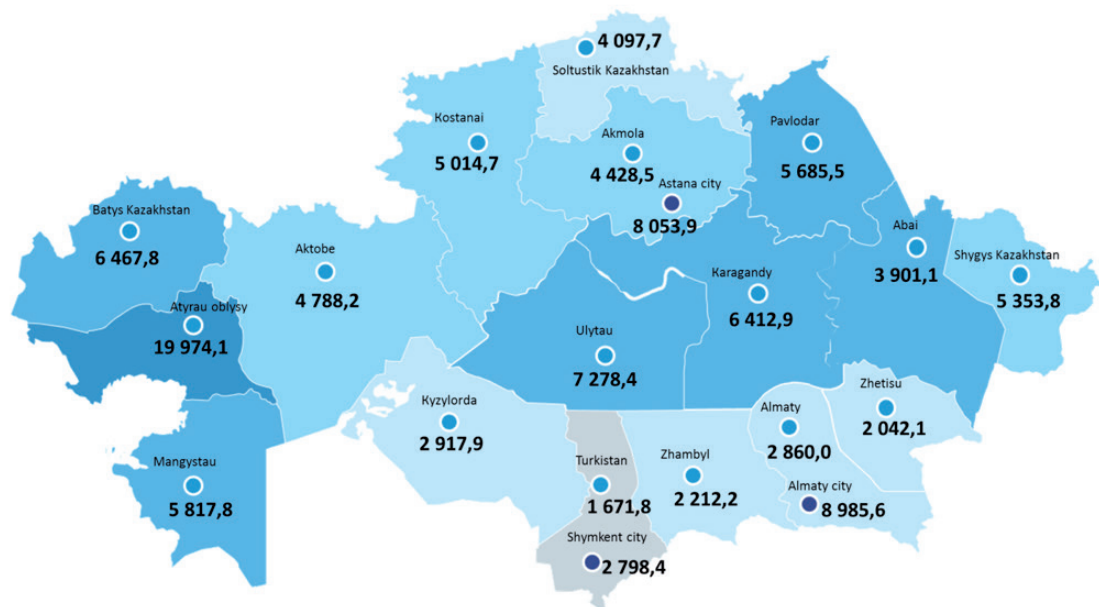 4 097,7
Soltustik Kazakhstan
Kostanai
5 014,7
Akmola
4 428,5
Astana city
8 053,9
Pavlodar
5 685,5
Batys Kazakhstan
6 467,8
Aktobe
4 788,2
Abai
3 901,1
Shygys Kazakhstan
5 353,8
Atyrau oblysy
19 974,1
Karagandy
6 412,9
Ulytau
7 278,4
Kyzylorda
2 917,9
Zhetisu
2 042,1
Almaty
2 860,0
Mangystau
5 817,8
Turkistan
1 671,8
Zhambyl
2 212,2
Almaty city
8 985,6
Shymkent city
2 798,4